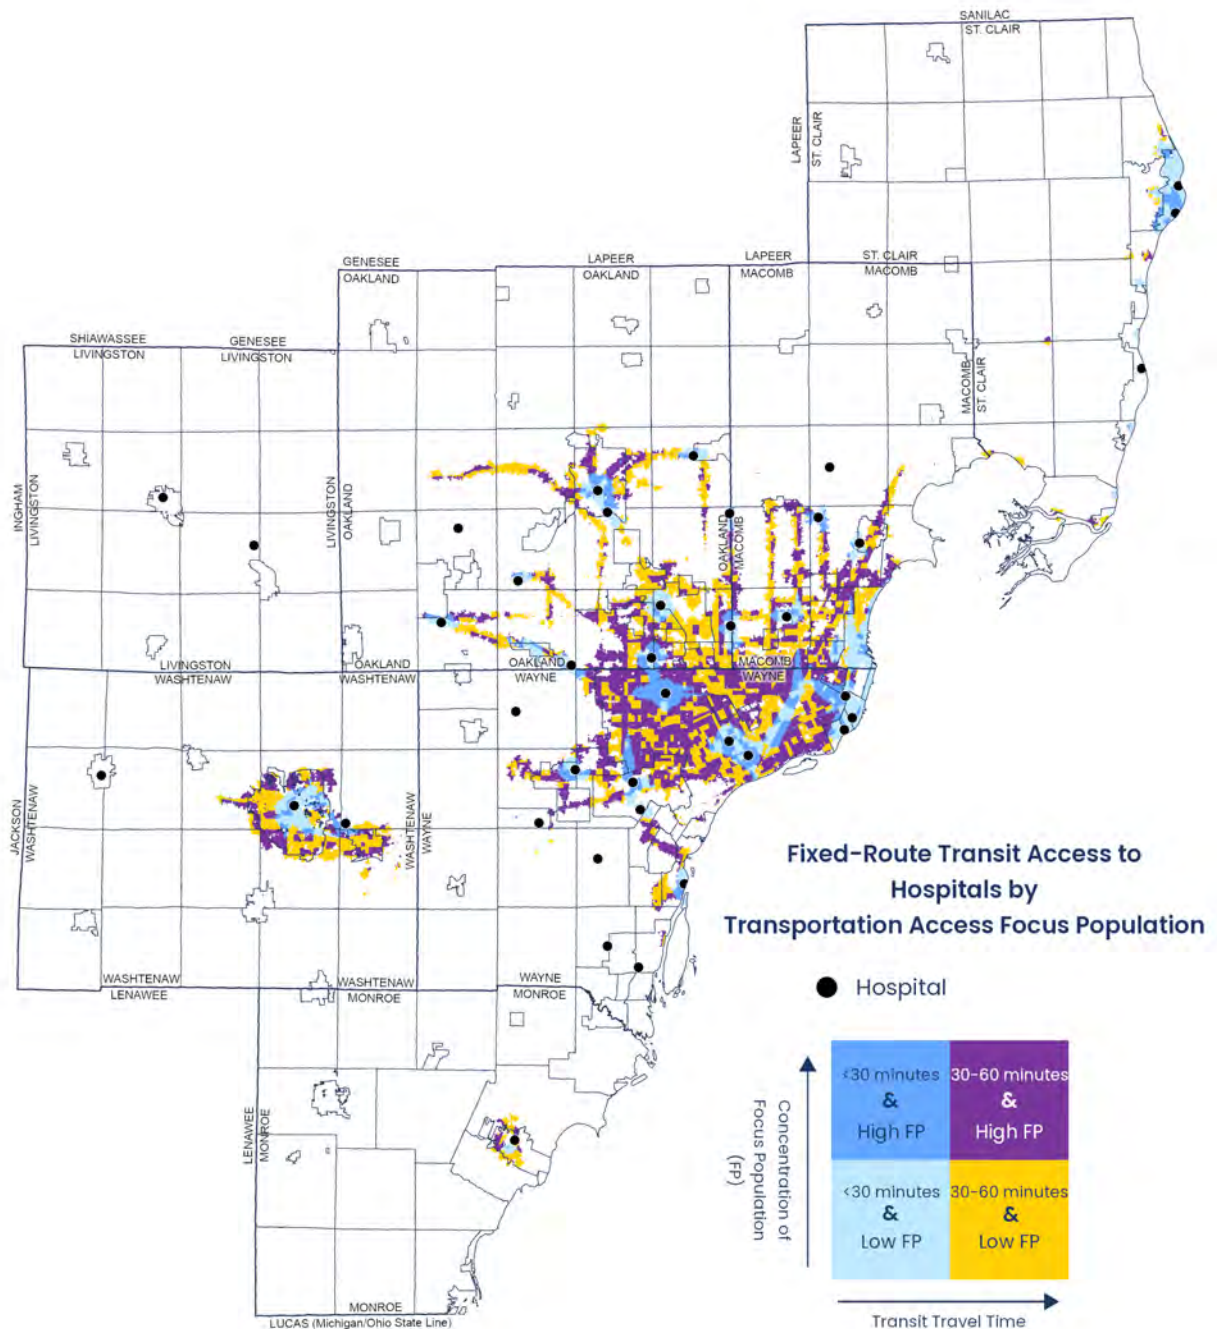 SANILAC
ST. CLAIR
LAPEER
ST. CLAIR
GENESEE
OAKLAND
LAPEER
OAKLAND
LAPEER
MACOMB
ST. CLAIR
MACOMB
SHIAWASSEE
LIVINGSTON
GENESEE
LIVINGSTON
MACOMB
ST. CLAIR
INGHAM
LIVINGSTON
LIVINGSTON
OAKLAND
OAKLAND
MACOMB
LIVINGSTON
WASHTENAW
OAKLAND
WASHTENAW
OAKLAND
WAYNE
MACOMB
WAYNE
JACKSON
WASHTENAW
WASHTENAW
WAYNE
Fixed-Route Transit Access to
Hospitals by
Transportation Access Focus Population
Hospital
WASHTENAW
LENAWEE
WASHTENAW
MONROE
WAYNE
MONROE
LENAWEE
MONROE
MONROE
LUCAS (Michigan/Ohio State Line)
Concentration of
Focus Population
(FP)
<30 minutes
&
High FP
30-60 minutes
&
High FP
<30 minutes
&
Low FP
30-60 minutes
&
Low FP
Transit Travel Time